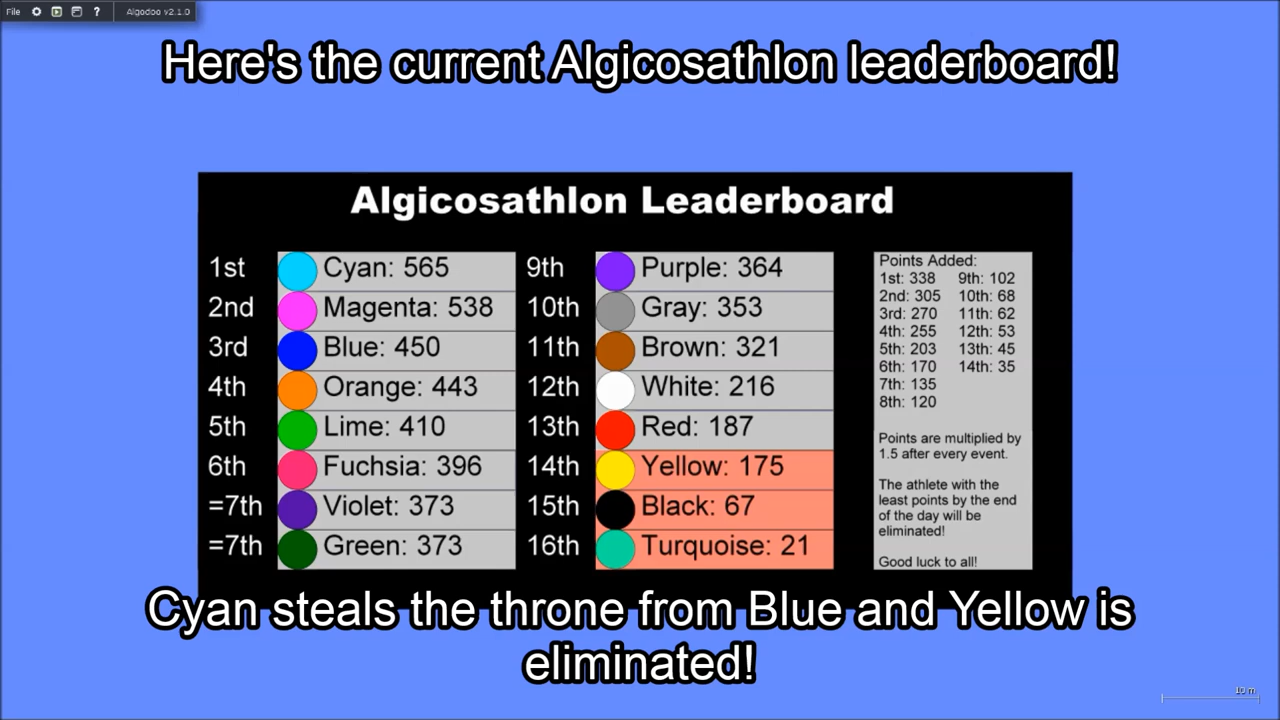 File ? Algodoo v2.1.0
Here's the current Algicosathlon leaderboard!
Algicosathlon Leaderboard
1st Cyan: 565
2nd Magenta: 538
3rd Blue: 450
4th Orange: 443
5th Lime: 410
6th Fuchsia: 396
=7th Violet: 373
=7th Green: 373
9th Purple: 364
10th Gray: 353
11th Brown: 321
12th White: 216
13th Red: 187
14th Yellow: 175
15th Black: 67
16th Turquoise: 21
Points Added:
1st: 338 9th: 102
2nd: 305 10th: 68
3rd: 270 11th: 62
4th: 255 12th: 53
5th: 203 13th: 45
6th: 170 14th: 35
7th: 135
8th: 120
Points are multiplied by
1.5 after every event.
The athlete with the
least points by the end
of the day will be
eliminated!
Good luck to all!
Cyan steals the throne from Blue and Yellow is
eliminated!
10 m